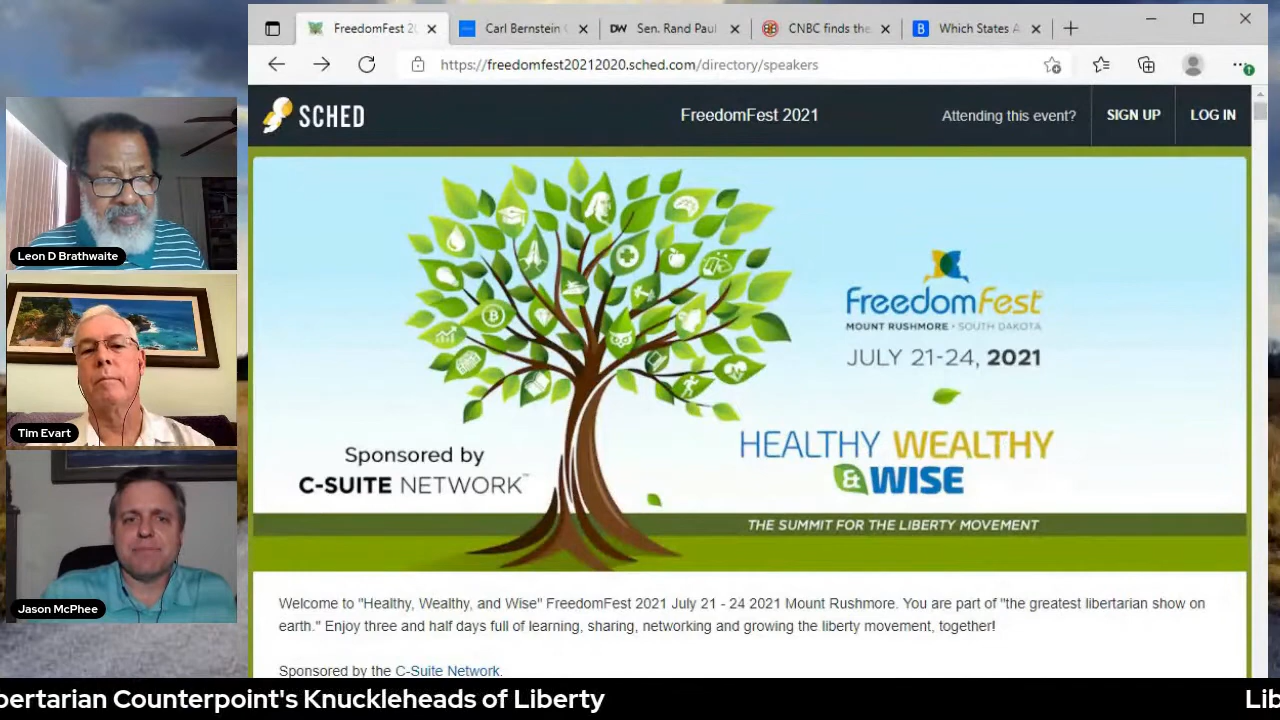 FreedomFest 2
Carl Bernstein
DW Sen. Rand Paul
CNBC finds the
B Which States A
https://freedomfest20212020.sched.com/directory/speakers
SCHED
FreedomFest 2021
Attending this event?
SIGN UP
LOG IN
Leon D Brathwaite
Tim Evart
Jason McPhee
FreedomFest
MOUNT RUSHMORE • SOUTH DAKOTA
JULY 21-24, 2021
Sponsored by
C-SUITE NETWORK™
HEALTHY WEALTHY
& WISE
THE SUMMIT FOR THE LIBERTY MOVEMENT
Welcome to "Healthy, Wealthy, and Wise" FreedomFest 2021 July 21 - 24 2021 Mount Rushmore. You are part of "the greatest libertarian show on
earth." Enjoy three and half days full of learning, sharing, networking and growing the liberty movement, together!
Sponsored by the C-Suite Network.
bertarian Counterpoint's Knuckleheads of Liberty
Lib